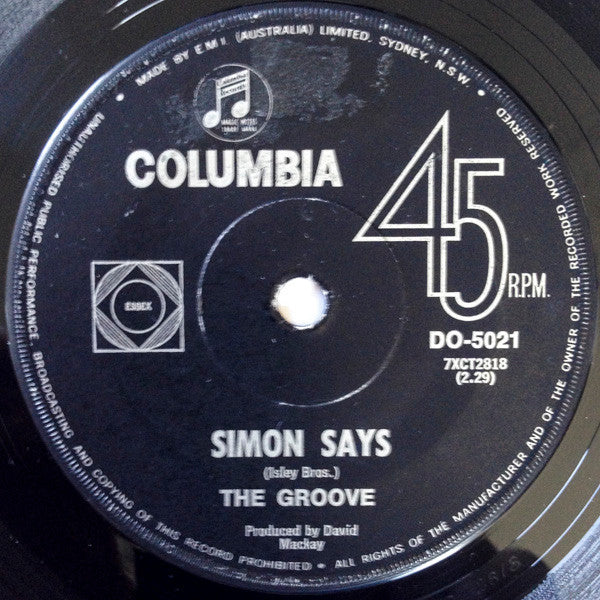 MADE BY E.M.I. (AUSTRALIA) LIMITED, SYDNEY, N.S.W.
COLUMBIA
45
R.P.M.
ESSEX
DO-5021
7XCT2818
(2.29)
SIMON SAYS
(Isley Bros.)
THE GROOVE
Produced by David
Mackay
UNAUTHORISED PUBLIC PERFORMANCE, BROADCASTING AND COPYING OF THIS RECORD PROHIBITED • ALL RIGHTS OF THE MANUFACTURER AND OF THE OWNER OF THE RECORDED WORK RESERVED